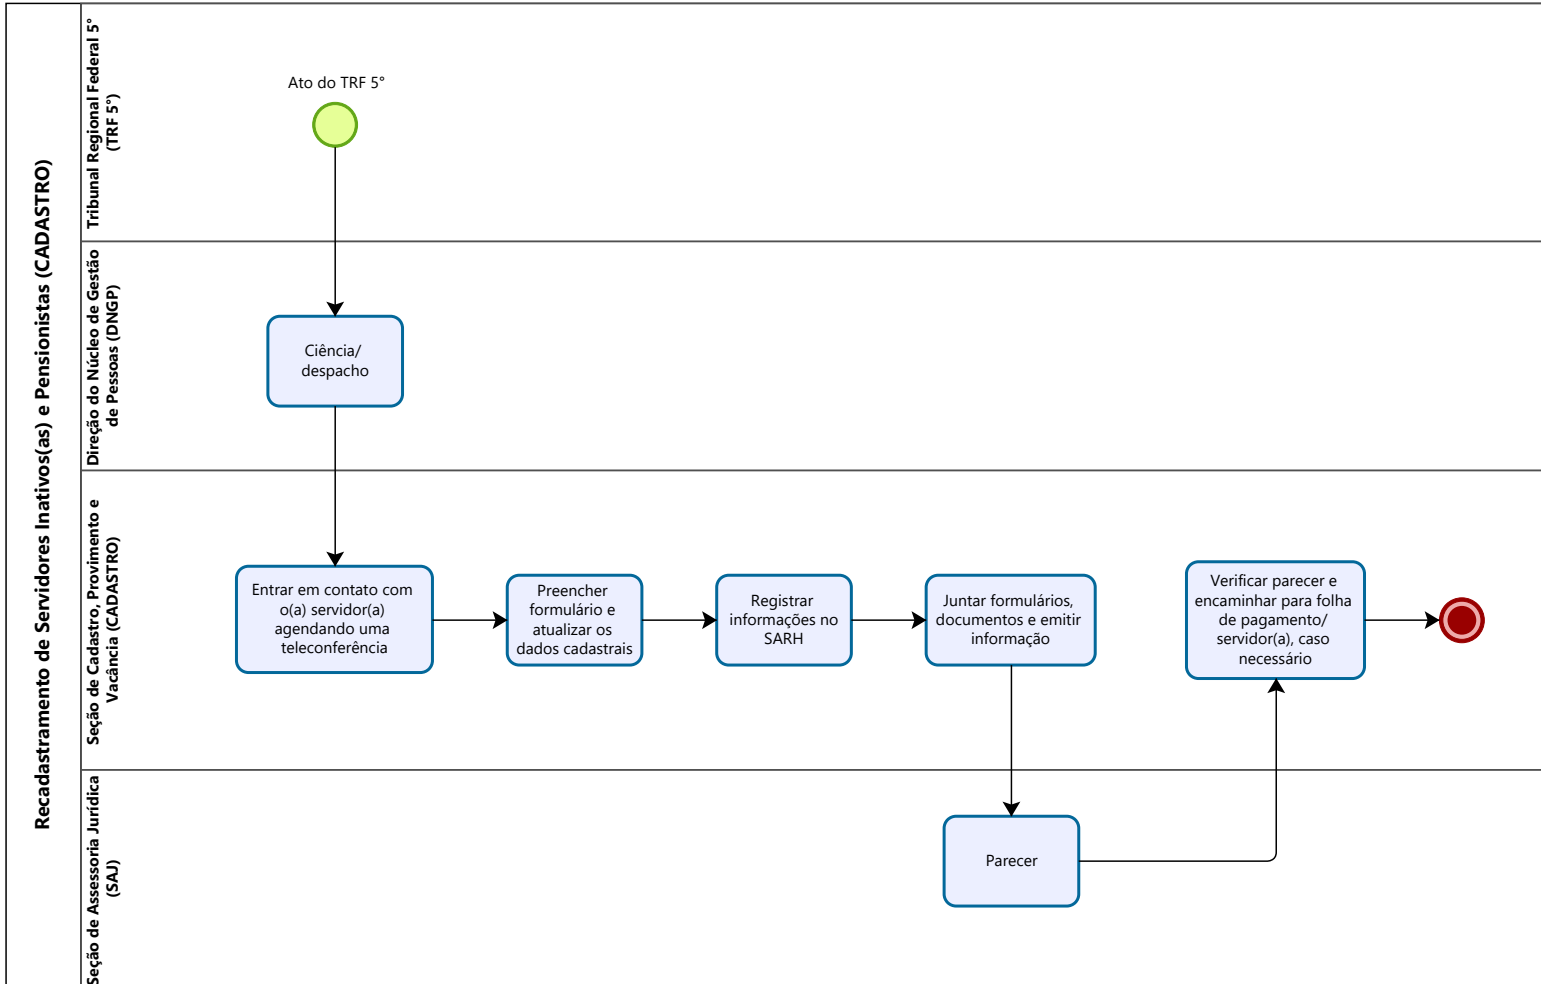 Recadastramento de Servidores Inativos(as) e Pensionistas (CADASTRO)
Tribunal Regional Federal 5°
(TRF 5°)
Ato do TRF 5°
Direção do Núcleo de Gestão
de Pessoas (DNGP)
Ciência/
despacho
Seção de Cadastro, Provimento e
Vacância (CADASTRO)
Entrar em contato com
o(a) servidor(a)
agendando uma
teleconferência
Preencher
formulário e
atualizar os
dados cadastrais
Registrar
informações no
SARH
Juntar formulários,
documentos e emitir
informação
Verificar parecer e
encaminhar para folha
de pagamento/
servidor(a), caso
necessário
Seção de Assessoria Jurídica
(SAJ)
Parecer